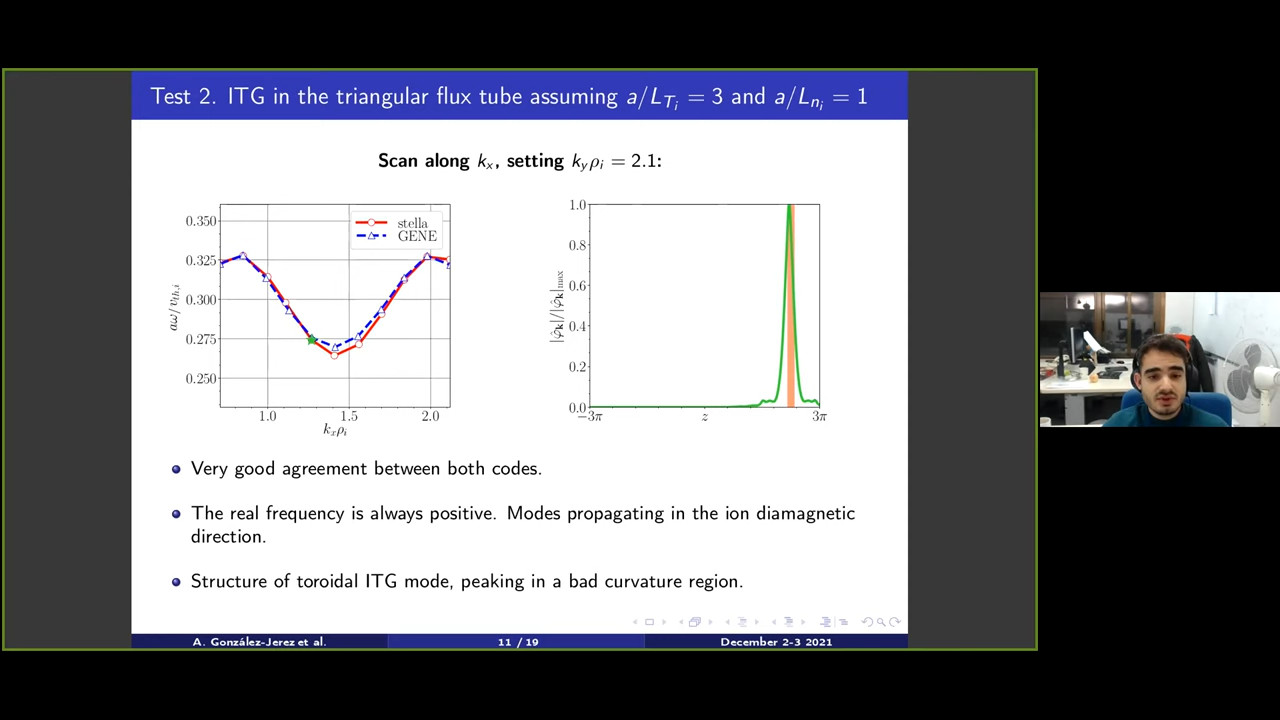 Test 2. ITG in the triangular flux tube assuming a/L_{T_i} = 3 and a/L_{n_i} = 1
Scan along k_x, setting k_yρ_i = 2.1:
stella
GENE
0.350
0.325
0.300
0.275
0.250
aω/v_{th,i}
1.0 1.5 2.0
k_xρ_i
1.0
0.8
0.6
0.4
0.2
0.0
|φ̂_k|/|φ̂_k|_max
−3π z 3π
Very good agreement between both codes.
The real frequency is always positive. Modes propagating in the ion diamagnetic
direction.
Structure of toroidal ITG mode, peaking in a bad curvature region.
A. González-Jerez et al. 11 / 19 December 2-3 2021